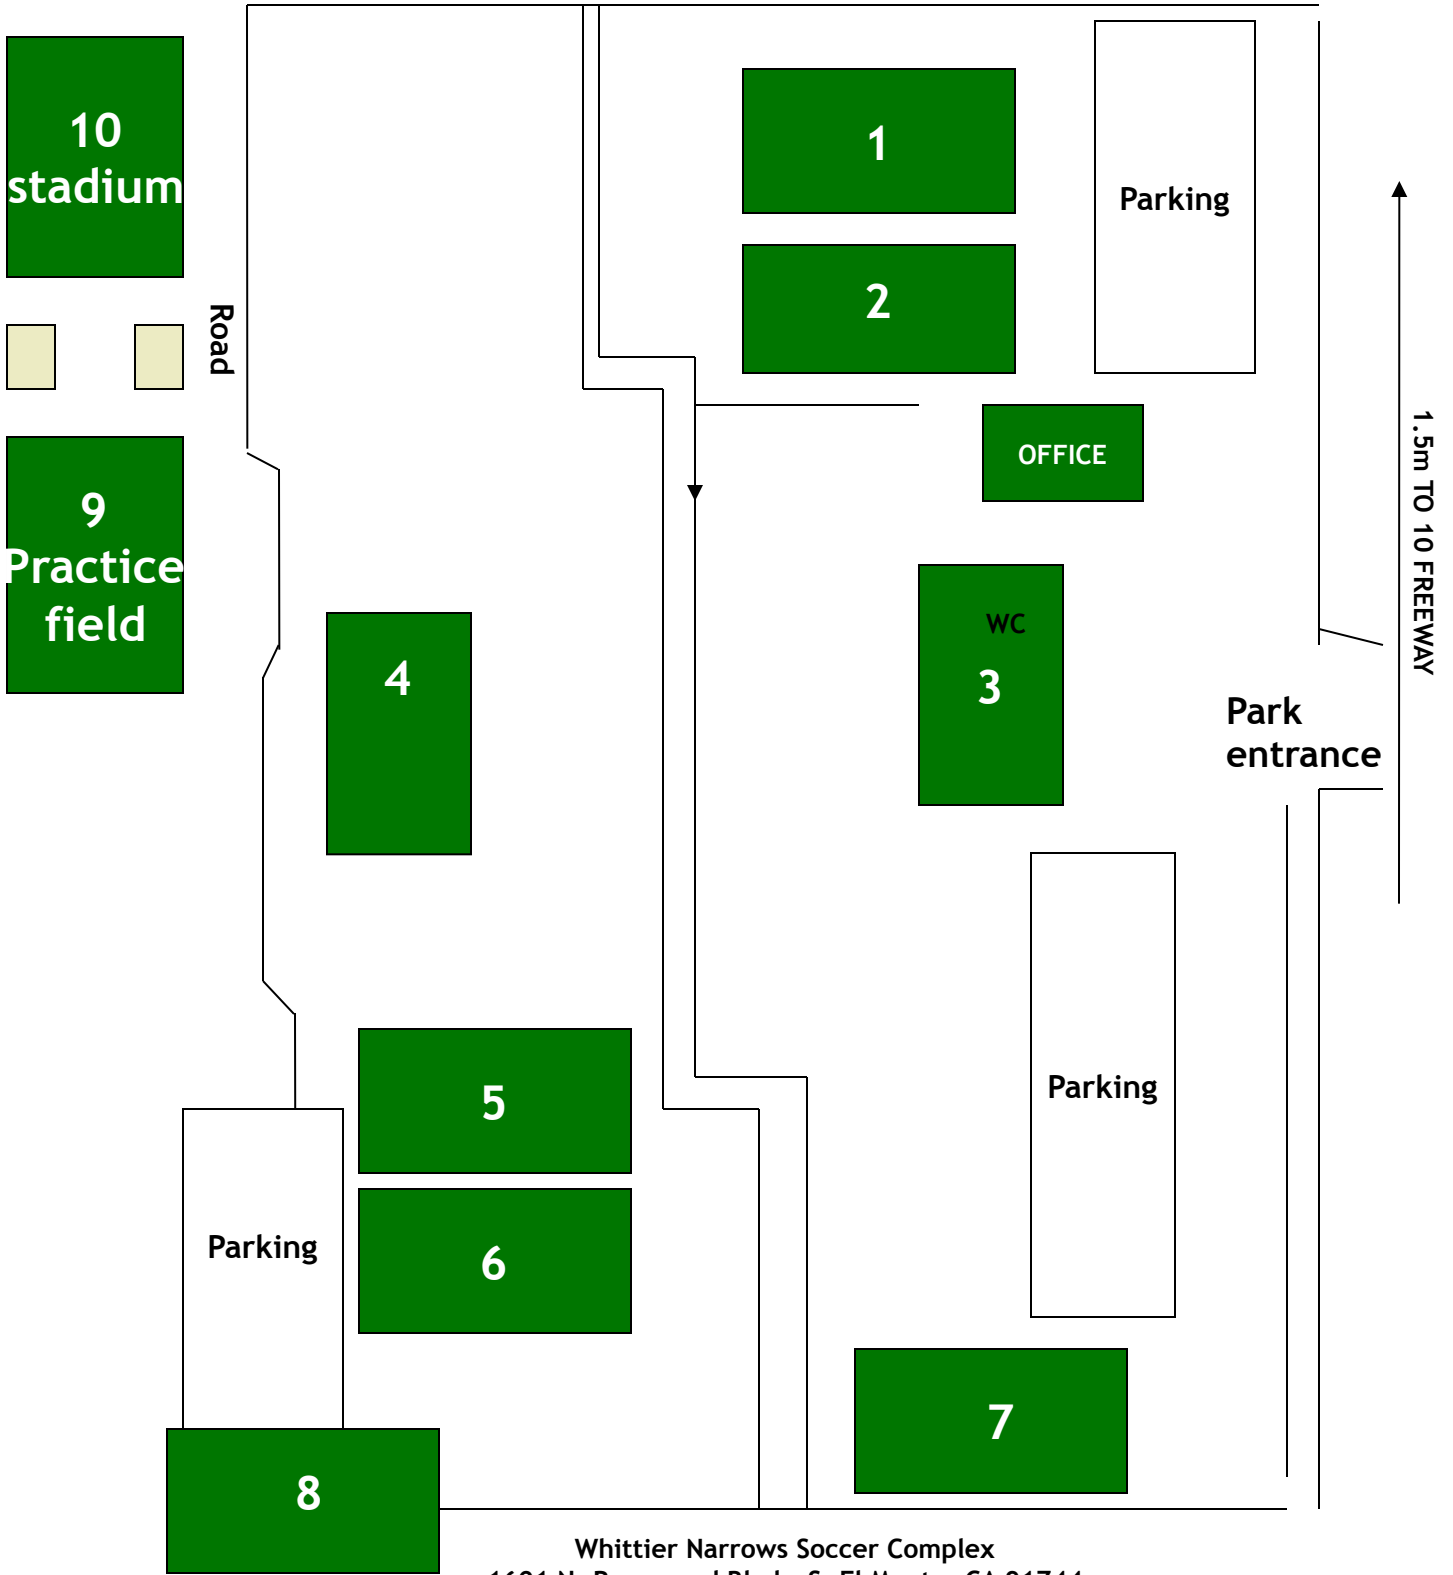 10
stadium
1
Parking
2
Road
OFFICE
1.5m TO 10 FREEWAY
9
Practice
field
WC
3
4
Park
entrance
5
Parking
6
Parking
7
8
Whittier Narrows Soccer Complex